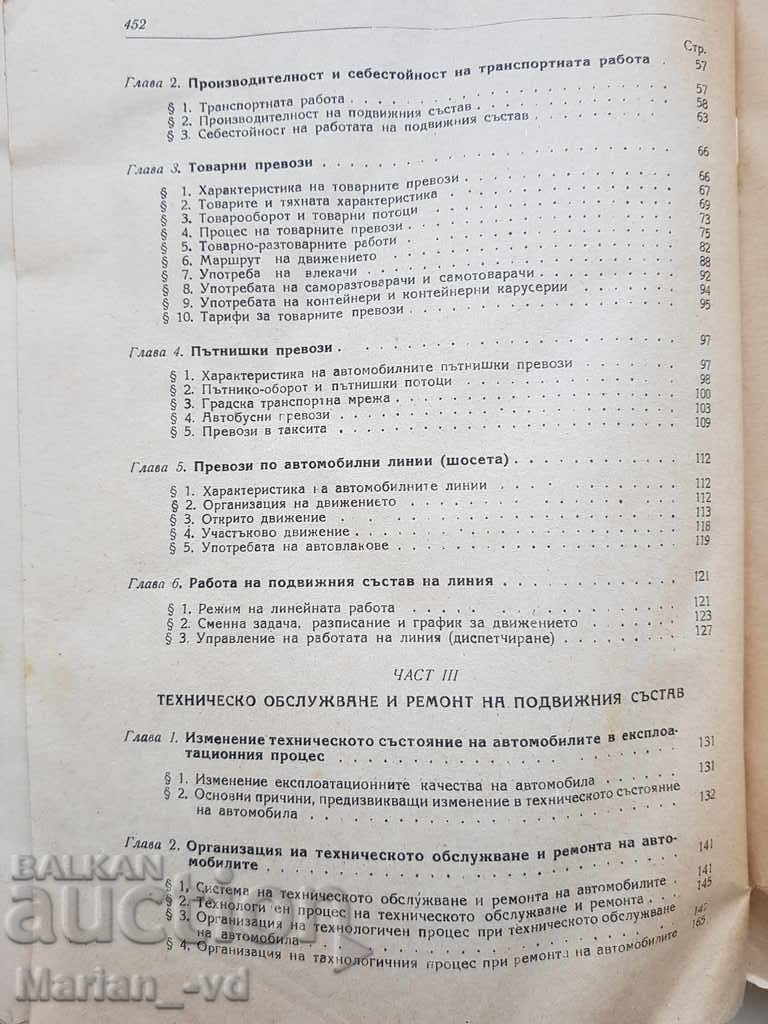 452
Стр.
Глава 2. Производителност и себестойност на транспортната работа . 57
§ 1. Транспортната работа . . . . . . . . . . . . . . . 57
§ 2. Производителност на подвижния състав . . . . . . . . . 58
§ 3. Себестойност на работата на подвижния състав . . . . . . 63
Глава 3. Товарни превози . . . . . . . . . . . . . . . . . 66
§ 1. Характеристика на товарните превози . . . . . . . . . . 66
§ 2. Товарите и тяхната характеристика . . . . . . . . . . . 67
§ 3. Товарооборот и товарни потоци . . . . . . . . . . . . 69
§ 4. Процес на товарните превози . . . . . . . . . . . . . 73
§ 5. Товарно-разтоварните работи . . . . . . . . . . . . . 75
§ 6. Маршрут на движението . . . . . . . . . . . . . . . 82
§ 7. Употреба на влекачи . . . . . . . . . . . . . . . . 88
§ 8. Употребата на саморазтоварачи и самотоварачи . . . . . . 92
§ 9. Употребата на контейнери и контейнерни карусерии . . . . 94
§ 10. Тарифи за товарните превози . . . . . . . . . . . . . 95
Глава 4. Пътнишки превози . . . . . . . . . . . . . . . . 97
§ 1. Характеристика на автомобилните пътнишки превози . . . . 97
§ 2. Пътнико-оборот и пътнишки потоци . . . . . . . . . . 98
§ 3. Градска транспортна мрежа . . . . . . . . . . . . . 100
§ 4. Автобусни превози . . . . . . . . . . . . . . . . 103
§ 5. Превози в таксита . . . . . . . . . . . . . . . . 109
Глава 5. Превози по автомобилни линии (шосета) . . . . . . . . 112
§ 1. Характеристика на автомобилните линии . . . . . . . . 112
§ 2. Организация на движението . . . . . . . . . . . . . 112
§ 3. Открито движение . . . . . . . . . . . . . . . . 113
§ 4. Участъково движение . . . . . . . . . . . . . . . 118
§ 5. Употребата на автовлакове . . . . . . . . . . . . . 119
Глава 6. Работа на подвижния състав на линия . . . . . . . . . 121
§ 1. Режим на линейната работа . . . . . . . . . . . . . 121
§ 2. Сменна задача, разписание и график за движението . . . . 123
§ 3. Управление на работата на линия (диспетчиране) . . . . . 127
ЧАСТ III
ТЕХНИЧЕСКО ОБСЛУЖВАНЕ И РЕМОНТ НА ПОДВИЖНИЯ СЪСТАВ
Глава 1. Изменение техническото състояние на автомобилите в експлоа-
тационния процес . . . . . . . . . . . . . . . . 131
§ 1. Изменение експлоатационните качества на автомобила . . . . 131
§ 2. Основни причини, предизвикващи изменение в техническото състояние
на автомобила . . . . . . . . . . . . . . . . . 132
Глава 2. Организация иа техническото обслужване и ремонта на авто-
мобилите . . . . . . . . . . . . . . . . . . . 141
§ 1, Система на техническото обслужване и ремонта на автомобилите . 141
§ 2. Технологи ен процес на техническото обслужване и ремонта . . . 145
§ 3. Организация на технологичен процес при техническото обслужване
на автомобила . . . . . . . . . . . . . . . . .
§ 4. Организация на тахнологичния процес при ремонта на автомобилите 165
BALKAN
auction
Marian_-vd